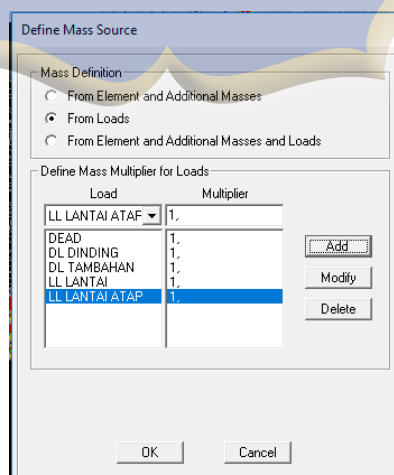 Define Mass Source
Mass Definition
From Element and Additional Masses
From Loads
From Element and Additional Masses and Loads
Define Mass Multiplier for Loads
Load Multiplier
LL LANTAI ATAF 1,
DEAD 1,
DL DINDING 1,
DL TAMBAHAN 1,
LL LANTAI 1,
LL LANTAI ATAP 1,
Add
Modify
Delete
OK Cancel